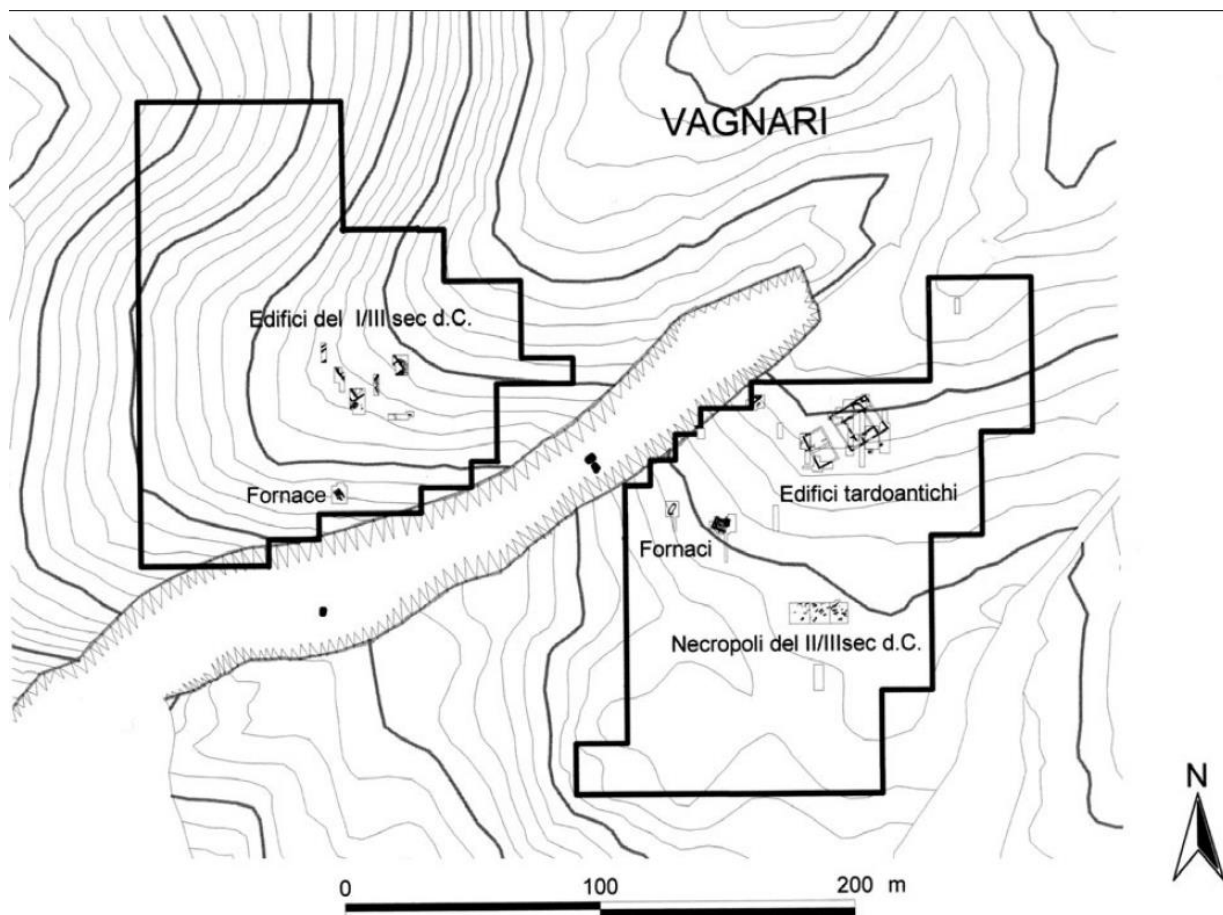 VAGNARI
Edifici del I/III sec d.C.
Fornace
Edifici tardoantichi
Fornaci
Necropoli del II/IIIsec d.C.
N
0 100 200 m